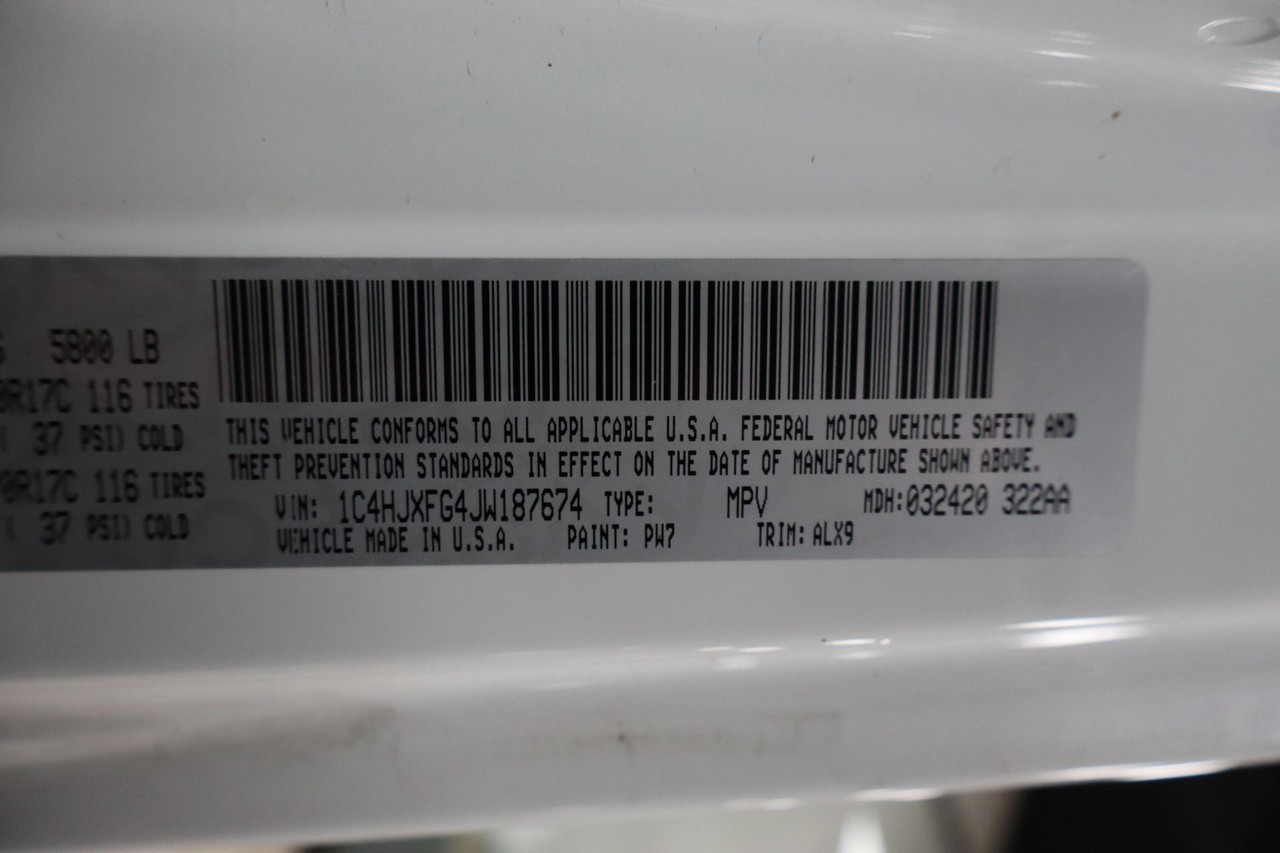 5800 LB
0R17C 116 TIRES
( 37 PSI) COLD
0R17C 116 TIRES
( 37 PSI) COLD
THIS VEHICLE CONFORMS TO ALL APPLICABLE U.S.A. FEDERAL MOTOR VEHICLE SAFETY AND
THEFT PREVENTION STANDARDS IN EFFECT ON THE DATE OF MANUFACTURE SHOWN ABOVE.
VIN: 1C4HJXFG4JW187674 TYPE: MPV MDH:032420 322AA
VEHICLE MADE IN U.S.A. PAINT: PW7 TRIM: ALX9